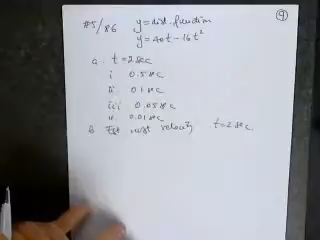 #5/86 y = dist. function 9
y = 40t - 16t²
a. t = 2 sec
i 0.5 sec
ii 0.1 sec
iii 0.05 sec
iv 0.01 sec
b Est inst velocity t = 2 sec